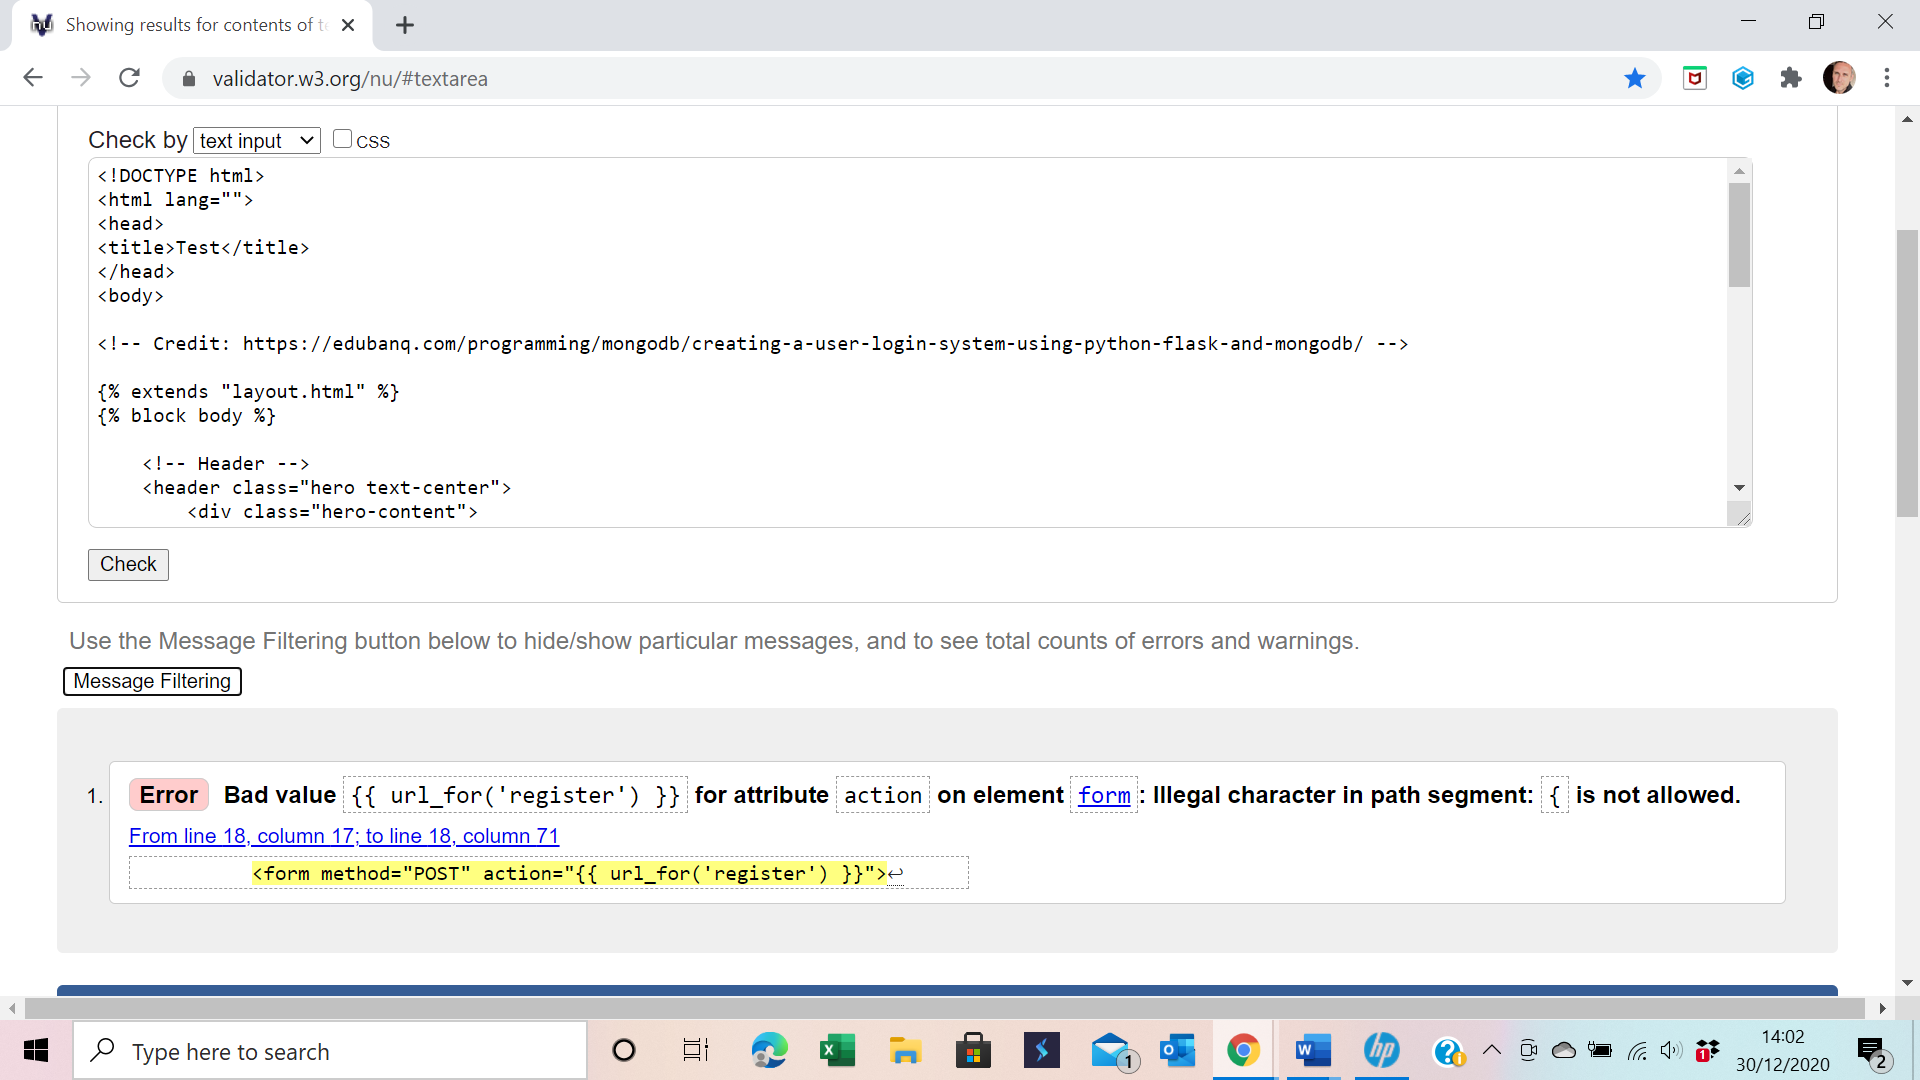 Showing results for contents of te
validator.w3.org/nu/#textarea
Check by text input CSS
<!DOCTYPE html>
<html lang="">
<head>
<title>Test</title>
</head>
<body>
<!-- Credit: https://edubanq.com/programming/mongodb/creating-a-user-login-system-using-python-flask-and-mongodb/ -->
{% extends "layout.html" %}
{% block body %}
<!-- Header -->
<header class="hero text-center">
<div class="hero-content">
Check
Use the Message Filtering button below to hide/show particular messages, and to see total counts of errors and warnings.
Message Filtering
1. Error Bad value {{ url_for('register') }} for attribute action on element form: Illegal character in path segment: { is not allowed.
From line 18, column 17; to line 18, column 71
<form method="POST" action="{{ url_for('register') }}">↩
Type here to search
1
1
14:02
30/12/2020
2